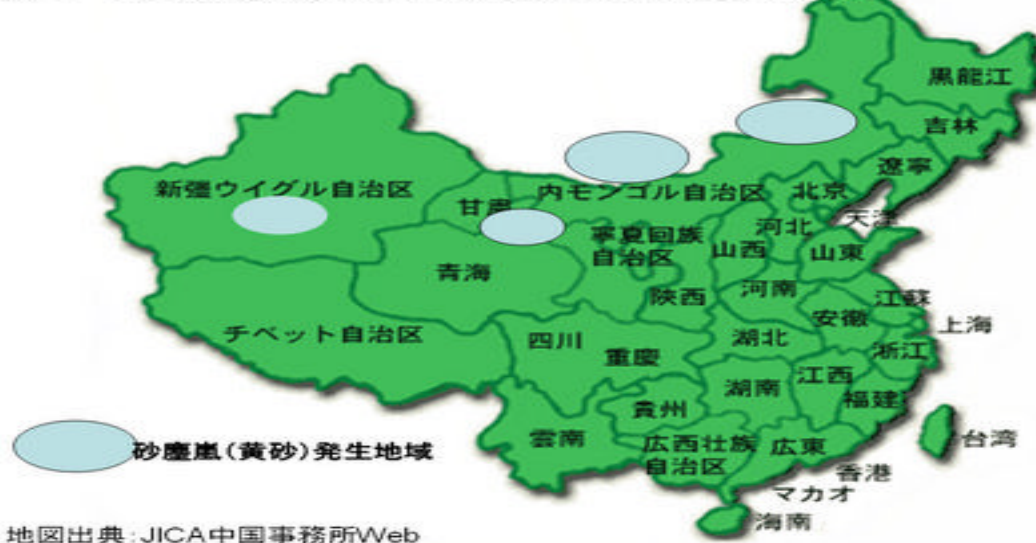 黒龍江
吉林
遼寧
新彊ウイグル自治区
内モンゴル自治区
北京
甘粛
天津
河北
寧夏回族
自治区
山西
山東
青海
陝西
河南
江蘇
安徽
上海
チベット自治区
四川
湖北
重慶
浙江
江西
湖南
福建
貴州
雲南
広西壮族
自治区
広東
台湾
砂塵嵐(黄砂)発生地域
香港
マカオ
海南
地図出典:JICA中国事務所Web